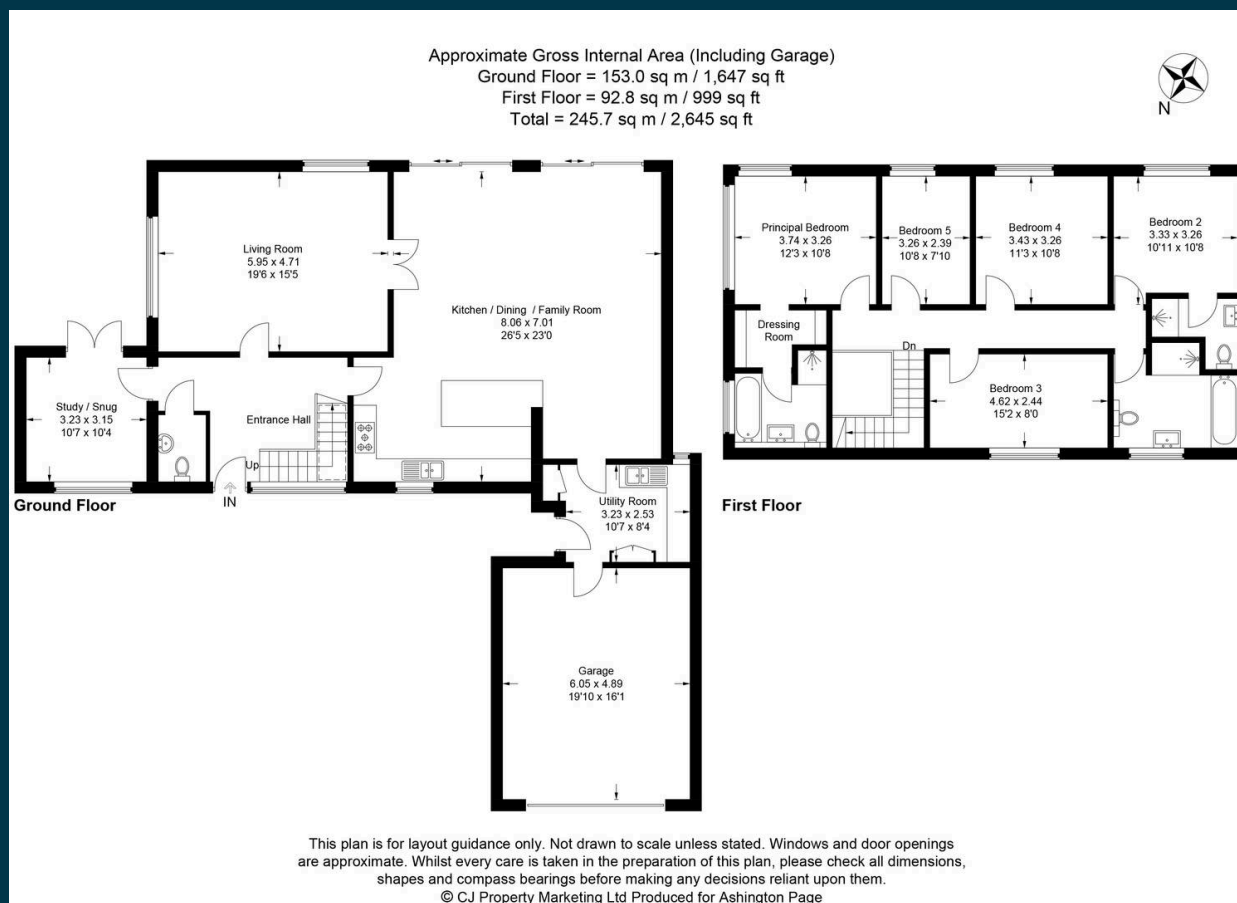 Approximate Gross Internal Area (Including Garage)
Ground Floor = 153.0 sq m / 1,647 sq ft
First Floor = 92.8 sq m / 999 sq ft
Total = 245.7 sq m / 2,645 sq ft
N
Living Room
5.95 x 4.71
19'6 x 15'5
Kitchen / Dining / Family Room
8.06 x 7.01
26'5 x 23'0
Study / Snug
3.23 x 3.15
10'7 x 10'4
Entrance Hall
Up
IN
Ground Floor
Utility Room
3.23 x 2.53
10'7 x 8'4
Garage
6.05 x 4.89
19'10 x 16'1
Principal Bedroom
3.74 x 3.26
12'3 x 10'8
Bedroom 5
3.26 x 2.39
10'8 x 7'10
Bedroom 4
3.43 x 3.26
11'3 x 10'8
Bedroom 2
3.33 x 3.26
10'11 x 10'8
Dressing
Room
Dn
Bedroom 3
4.62 x 2.44
15'2 x 8'0
First Floor
This plan is for layout guidance only. Not drawn to scale unless stated. Windows and door openings
are approximate. Whilst every care is taken in the preparation of this plan, please check all dimensions,
shapes and compass bearings before making any decisions reliant upon them.
© CJ Property Marketing Ltd Produced for Ashington Page